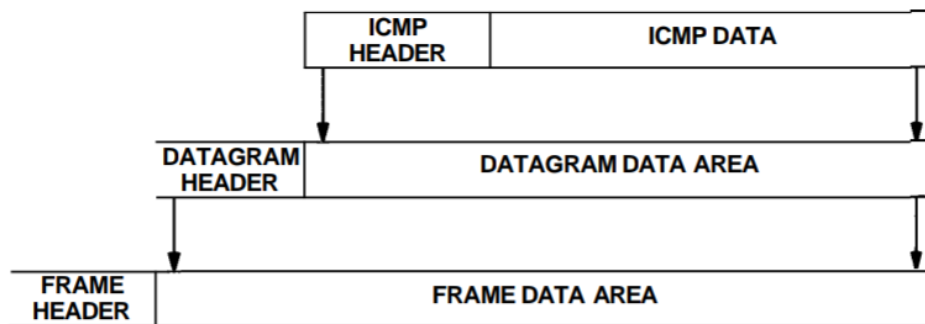 ICMP
HEADER
ICMP DATA
DATAGRAM
HEADER
DATAGRAM DATA AREA
FRAME
HEADER
FRAME DATA AREA